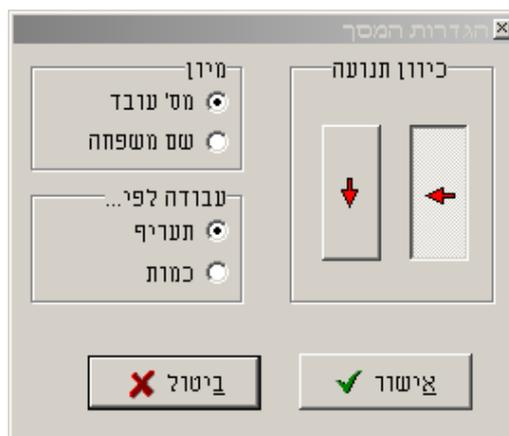 הגדרות המסך
כיוון תנועה
מיון
מס' עובד
שם משפחה
עבודה לפי...
תעריף
כמות
אישור
ביטול